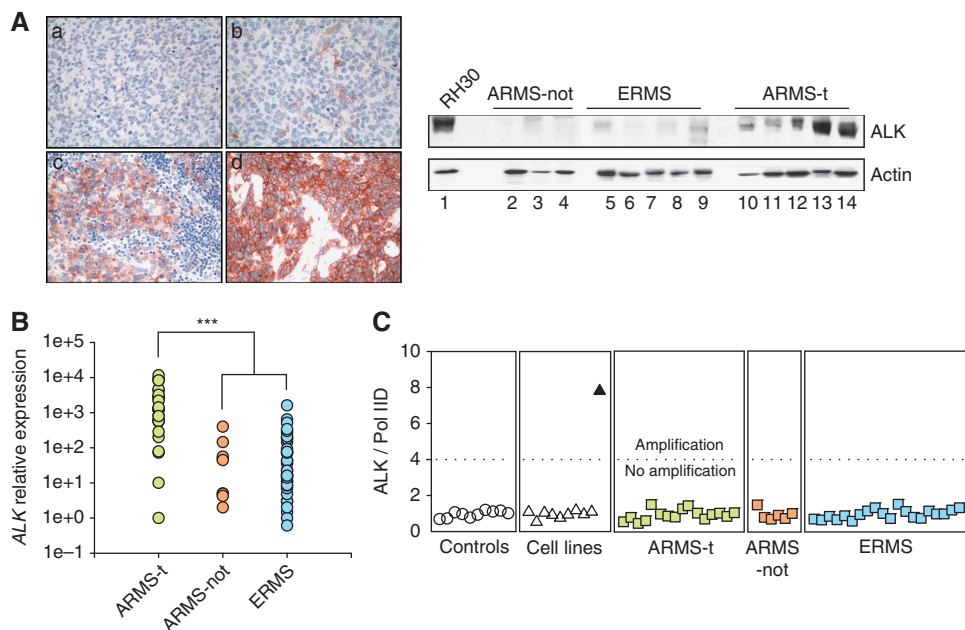 A
a
b
c
d
RH30
ARMS-not
ERMS
ARMS-t
ALK
Actin
1 2 3 4 5 6 7 8 9 10 11 12 13 14
B
***
ALK relative expression
1e+5
1e+4
1e+3
1e+2
1e+1
1e+0
1e−1
ARMS-t
ARMS-not
ERMS
C
ALK / Pol IID
10
8
6
4
2
0
Amplification
No amplification
Controls
Cell lines
ARMS-t
ARMS
-not
ERMS